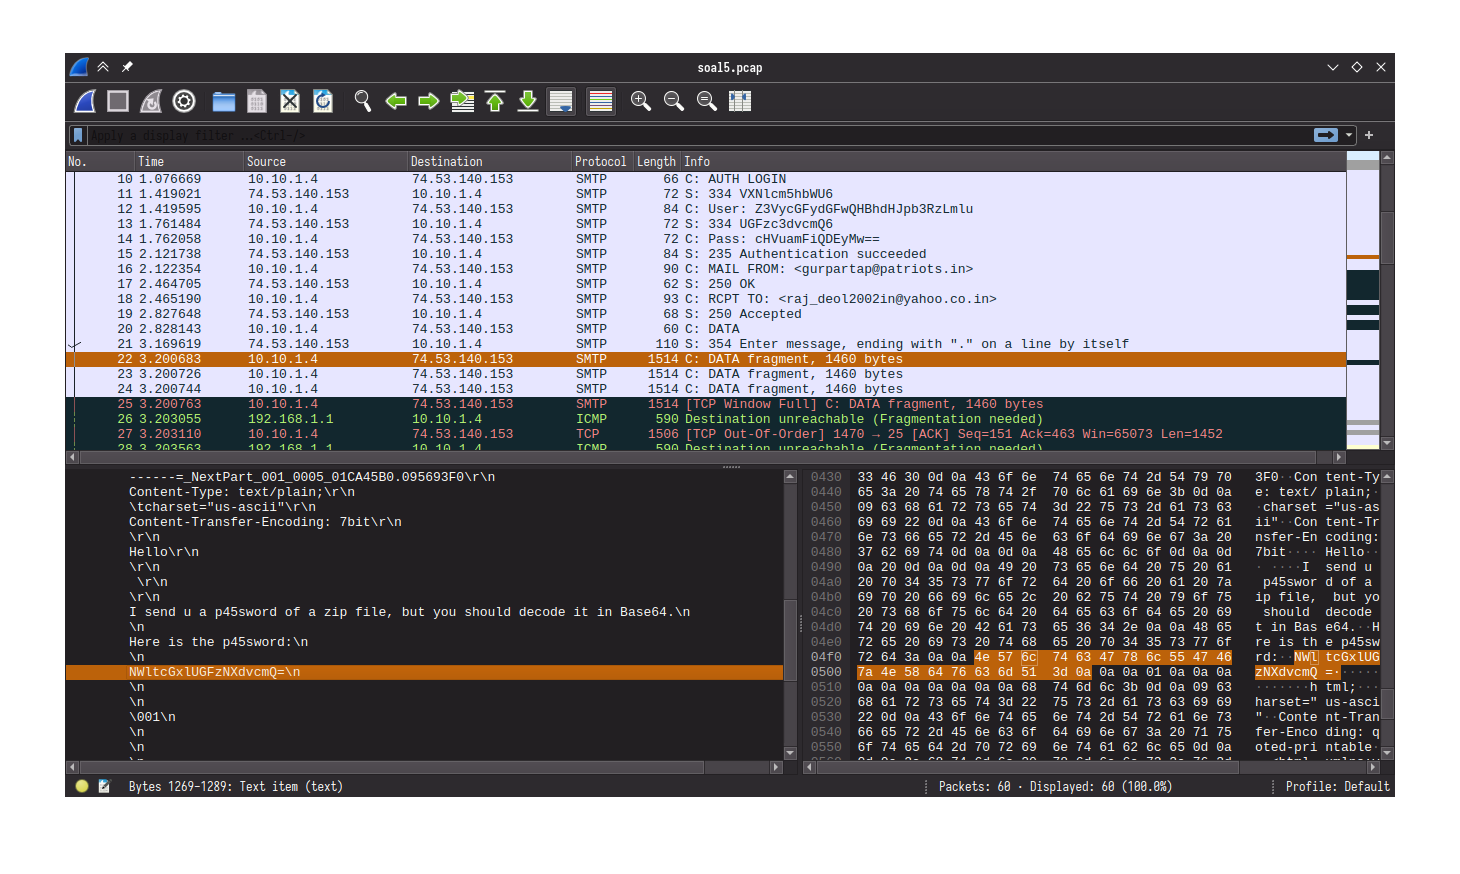 soal5.pcap
Apply a display filter … <Ctrl-/>
No. Time Source Destination Protocol Length Info
10 1.076669 10.10.1.4 74.53.140.153 SMTP 66 C: AUTH LOGIN
11 1.419021 74.53.140.153 10.10.1.4 SMTP 72 S: 334 VXNlcm5hbWU6
12 1.419595 10.10.1.4 74.53.140.153 SMTP 84 C: User: Z3VycGFydGFwQHBhdHJpb3RzLmlu
13 1.761484 74.53.140.153 10.10.1.4 SMTP 72 S: 334 UGFzc3dvcmQ6
14 1.762058 10.10.1.4 74.53.140.153 SMTP 72 C: Pass: cHVuamFiQDEyMw==
15 2.121738 74.53.140.153 10.10.1.4 SMTP 84 S: 235 Authentication succeeded
16 2.122354 10.10.1.4 74.53.140.153 SMTP 90 C: MAIL FROM: <gurpartap@patriots.in>
17 2.464705 74.53.140.153 10.10.1.4 SMTP 62 S: 250 OK
18 2.465190 10.10.1.4 74.53.140.153 SMTP 93 C: RCPT TO: <raj_deol2002in@yahoo.co.in>
19 2.827648 74.53.140.153 10.10.1.4 SMTP 68 S: 250 Accepted
20 2.828143 10.10.1.4 74.53.140.153 SMTP 60 C: DATA
21 3.169619 74.53.140.153 10.10.1.4 SMTP 110 S: 354 Enter message, ending with "." on a line by itself
22 3.200683 10.10.1.4 74.53.140.153 SMTP 1514 C: DATA fragment, 1460 bytes
23 3.200726 10.10.1.4 74.53.140.153 SMTP 1514 C: DATA fragment, 1460 bytes
24 3.200744 10.10.1.4 74.53.140.153 SMTP 1514 C: DATA fragment, 1460 bytes
25 3.200763 10.10.1.4 74.53.140.153 SMTP 1514 [TCP Window Full] C: DATA fragment, 1460 bytes
26 3.203055 192.168.1.1 10.10.1.4 ICMP 590 Destination unreachable (Fragmentation needed)
27 3.203110 10.10.1.4 74.53.140.153 TCP 1506 [TCP Out-Of-Order] 1470 → 25 [ACK] Seq=151 Ack=463 Win=65073 Len=1452
28 3.203563 192.168.1.1 10.10.1.4 ICMP 590 Destination unreachable (Fragmentation needed)
------=_NextPart_001_0005_01CA45B0.095693F0\r\n
Content-Type: text/plain;\r\n
\tcharset="us-ascii"\r\n
Content-Transfer-Encoding: 7bit\r\n
\r\n
Hello\r\n
\r\n
\r\n
\r\n
I send u a p45sword of a zip file, but you should decode it in Base64.\n
\n
Here is the p45sword:\n
\n
NWltcGxlUGFzNXdvcmQ=\n
\n
\n
\001\n
\n
\n
0430 33 46 30 0d 0a 43 6f 6e 74 65 6e 74 2d 54 79 70 3F0··Con tent-Typ
0440 65 3a 20 74 65 78 74 2f 70 6c 61 69 6e 3b 0d 0a e: text/ plain;··
0450 09 63 68 61 72 73 65 74 3d 22 75 73 2d 61 73 63 ·charset ="us-asc
0460 69 69 22 0d 0a 43 6f 6e 74 65 6e 74 2d 54 72 61 ii"··Con tent-Tra
0470 6e 73 66 65 72 2d 45 6e 63 6f 64 69 6e 67 3a 20 nsfer-En coding:
0480 37 62 69 74 0d 0a 0d 0a 48 65 6c 6c 6f 0d 0a 0d 7bit···· Hello···
0490 0a 20 0d 0a 0d 0a 49 20 73 65 6e 64 20 75 20 61 · ····I send u a
04a0 20 70 34 35 73 77 6f 72 64 20 6f 66 20 61 20 7a p45swor d of a z
04b0 69 70 20 66 69 6c 65 2c 20 62 75 74 20 79 6f 75 ip file, but you
04c0 20 73 68 6f 75 6c 64 20 64 65 63 6f 64 65 20 69 should decode i
04d0 74 20 69 6e 20 42 61 73 65 36 34 2e 0a 0a 48 65 t in Bas e64.··He
04e0 72 65 20 69 73 20 74 68 65 20 70 34 35 73 77 6f re is th e p45swo
04f0 72 64 3a 0a 0a 4e 57 6c 74 63 47 78 6c 55 47 46 rd:··NWl tcGxlUGF
0500 7a 4e 58 64 76 63 6d 51 3d 0a 0a 0a 01 0a 0a 0a zNXdvcmQ =·······
0510 0a 0a 0a 0a 0a 0a 0a 68 74 6d 6c 3b 0d 0a 09 63 ·······h tml;···c
0520 68 61 72 73 65 74 3d 22 75 73 2d 61 73 63 69 69 harset=" us-ascii
0530 22 0d 0a 43 6f 6e 74 65 6e 74 2d 54 72 61 6e 73 "··Conte nt-Trans
0540 66 65 72 2d 45 6e 63 6f 64 69 6e 67 3a 20 71 75 fer-Enco ding: qu
0550 6f 74 65 64 2d 70 72 69 6e 74 61 62 6c 65 0d 0a oted-pri ntable··
Bytes 1269-1289: Text item (text)
Packets: 60 · Displayed: 60 (100.0%)
Profile: Default